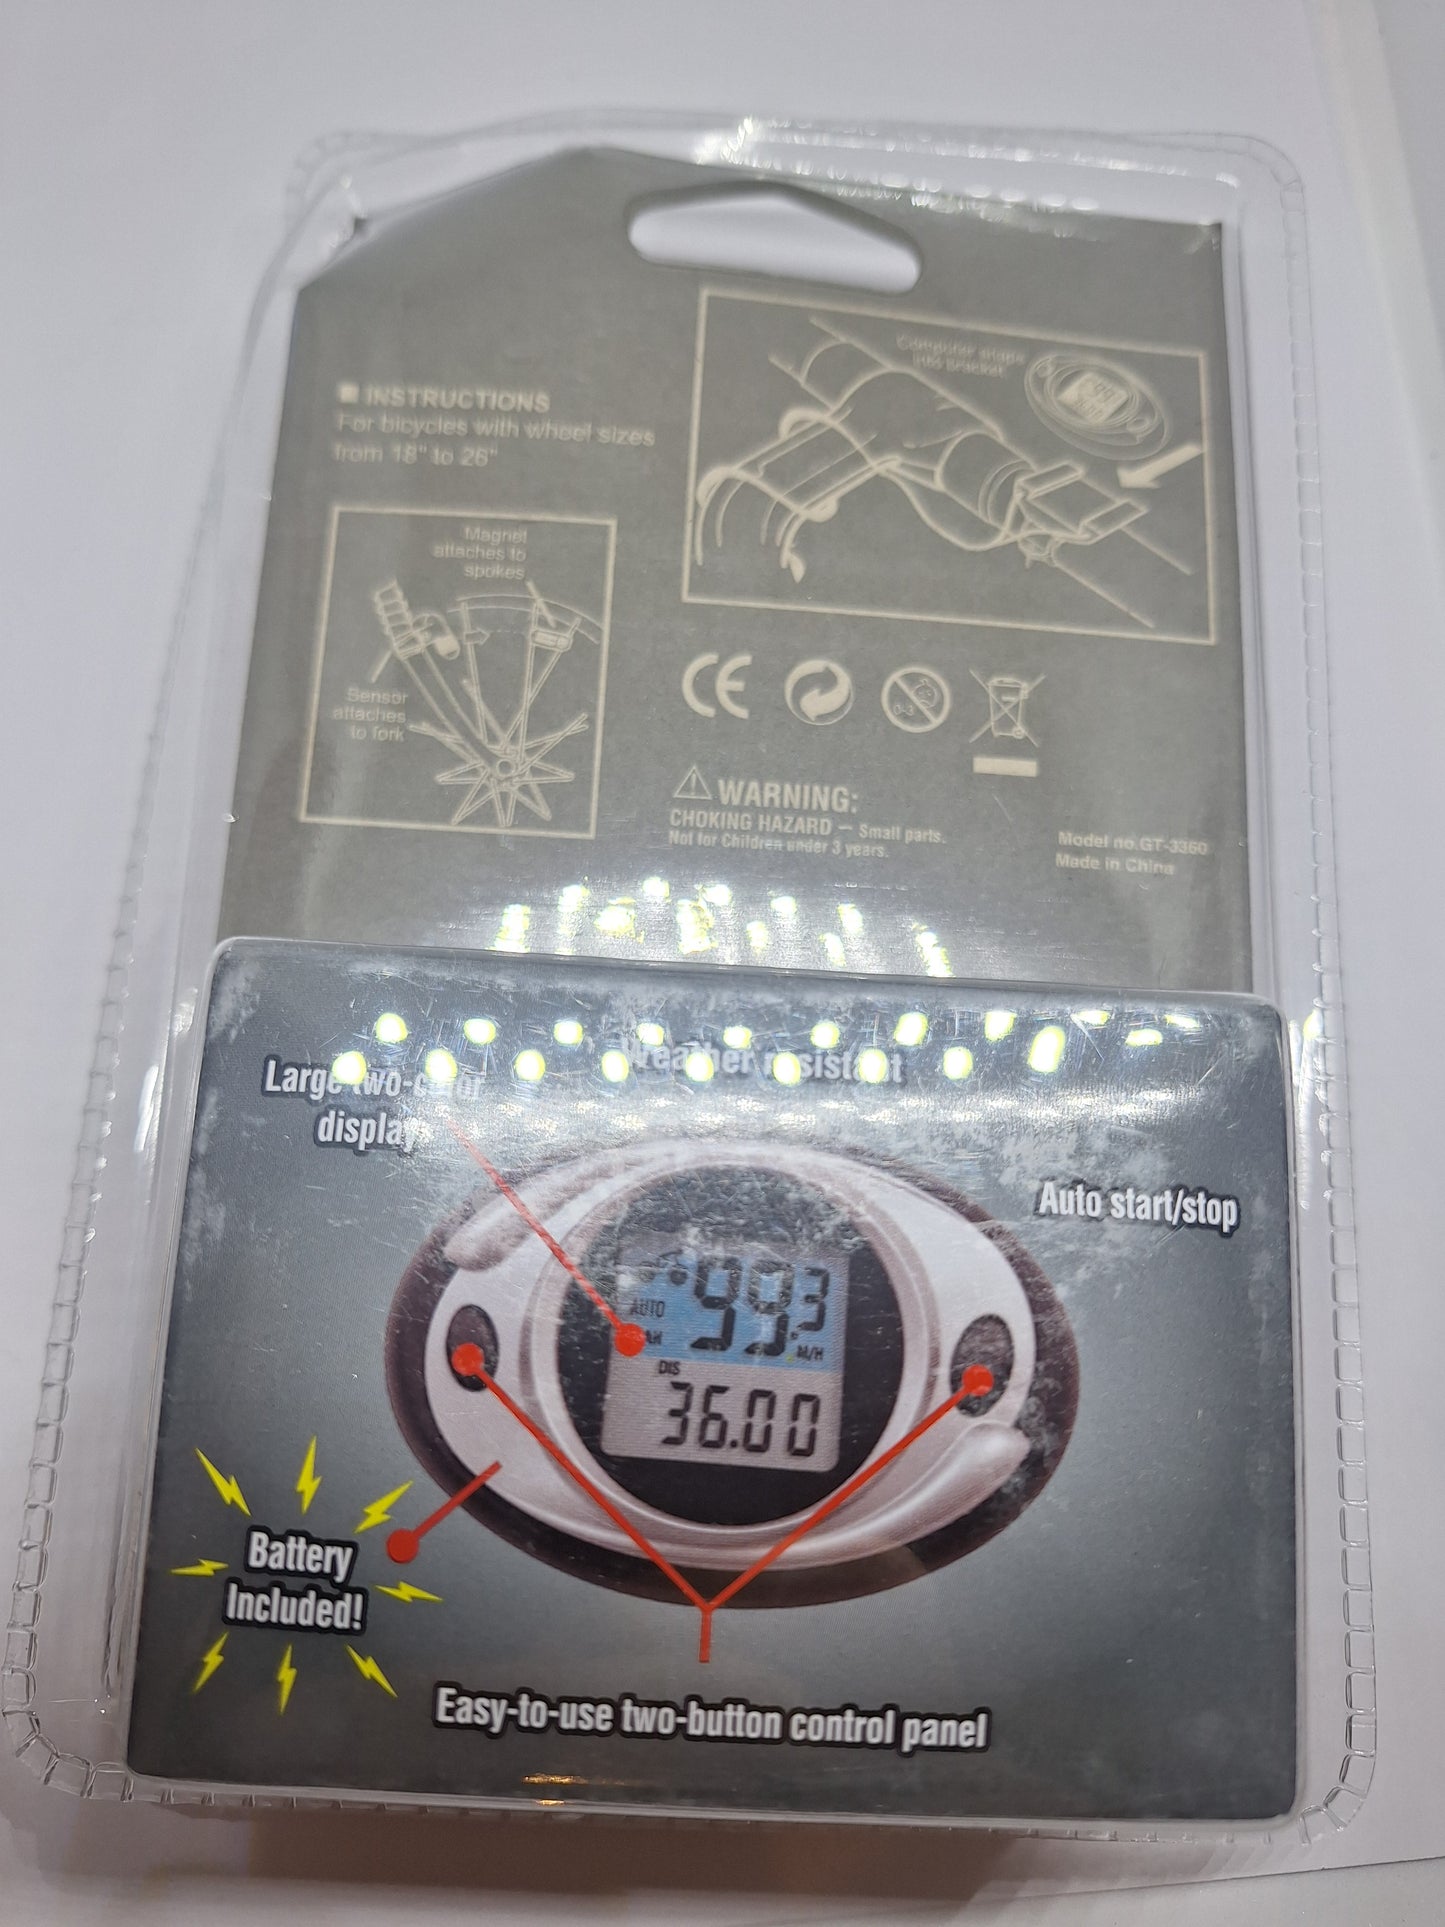 INSTRUCTIONS
For bicycles with wheel sizes
from 18" to 26"
Computer snaps
into bracket
Magnet
attaches to
spokes
Sensor
attaches
to fork
CE
0-3
WARNING:
CHOKING HAZARD — Small parts.
Not for Children under 3 years.
Model no.GT-3360
Made in China
Weather resistant
Large two-color
display
Auto start/stop
99.3
AUTO
M/H
DIS
36.00
Battery
Included!
Easy-to-use two-button control panel